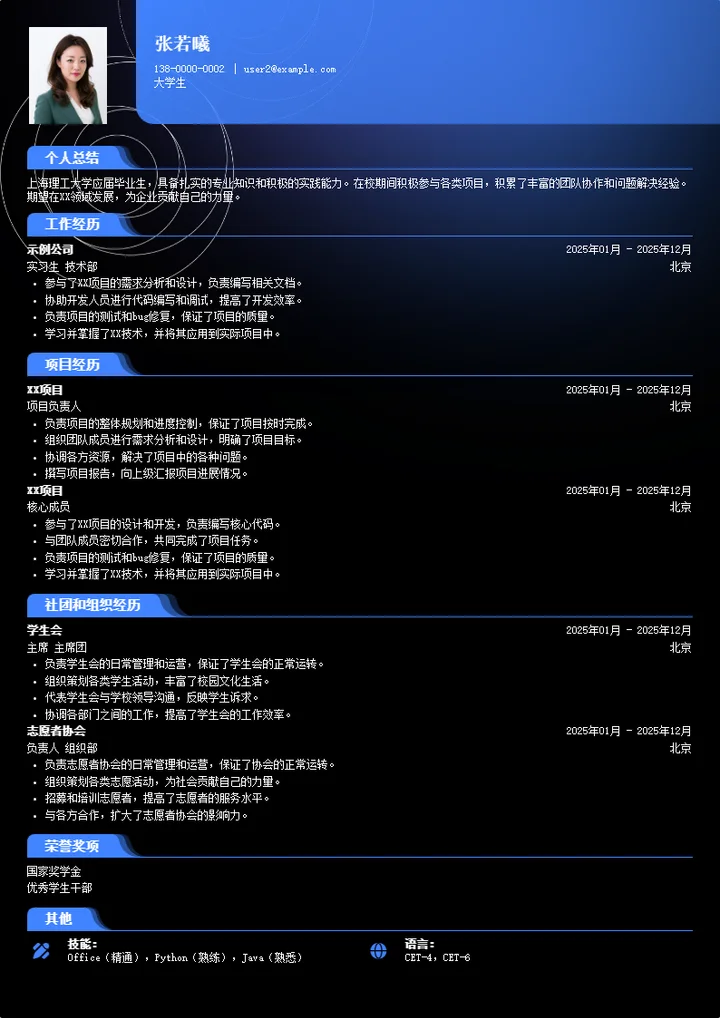 张若曦
138-0000-0002 | user2@example.com
大学生
个人总结
上海理工大学应届毕业生，具备扎实的专业知识和积极的实践能力。在校期间积极参与各类项目，积累了丰富的团队协作和问题解决经验。
期望在XX领域发展，为企业贡献自己的力量。
工作经历
示创公司 2025年01月 - 2025年12月
实习生 技术部 北京
• 参与了XX项目的需求分析和设计，负责编写相关文档。
• 协助开发人员进行代码编写和调试，提高了开发效率。
• 负责项目的测试和bug修复，保证了项目的质量。
• 学习并掌握了XX技术，并将其应用到实际项目中。
项目经历
XX项目 2025年01月 - 2025年12月
项目负责人 北京
• 负责项目的整体规划和进度控制，保证了项目按时完成。
• 组织团队成员进行需求分析和设计，明确了项目目标。
• 协调各方资源，解决了项目中的各种问题。
• 撰写项目报告，向上级汇报项目进展情况。
XX项目 2025年01月 - 2025年12月
核心成员 北京
• 参与了XX项目的设计和开发，负责编写核心代码。
• 与团队成员密切合作，共同完成了项目任务。
• 负责项目的测试和bug修复，保证了项目的质量。
• 学习并掌握了XX技术，并将其应用到实际项目中。
社团和组织经历
学生会 2025年01月 - 2025年12月
主席 主席团 北京
• 负责学生会的日常管理和运营，保证了学生会的正常运转。
• 组织策划各类学生活动，丰富了校园文化生活。
• 代表学生会与学校领导沟通，反映学生诉求。
• 协调各部门之间的工作，提高了学生会的工作效率。
志愿者协会 2025年01月 - 2025年12月
负责人 组织部 北京
• 负责志愿者协会的日常管理和运营，保证了协会的正常运转。
• 组织策划各类志愿活动，为社会贡献自己的力量。
• 招募和培训志愿者，提高了志愿者的服务水平。
• 与各方合作，扩大了志愿者协会的影响力。
荣誉奖项
国家奖学金
优秀学生干部
其他
技能： 语言：
Office（精通），Python（熟练），Java（熟悉） CET-4，CET-6